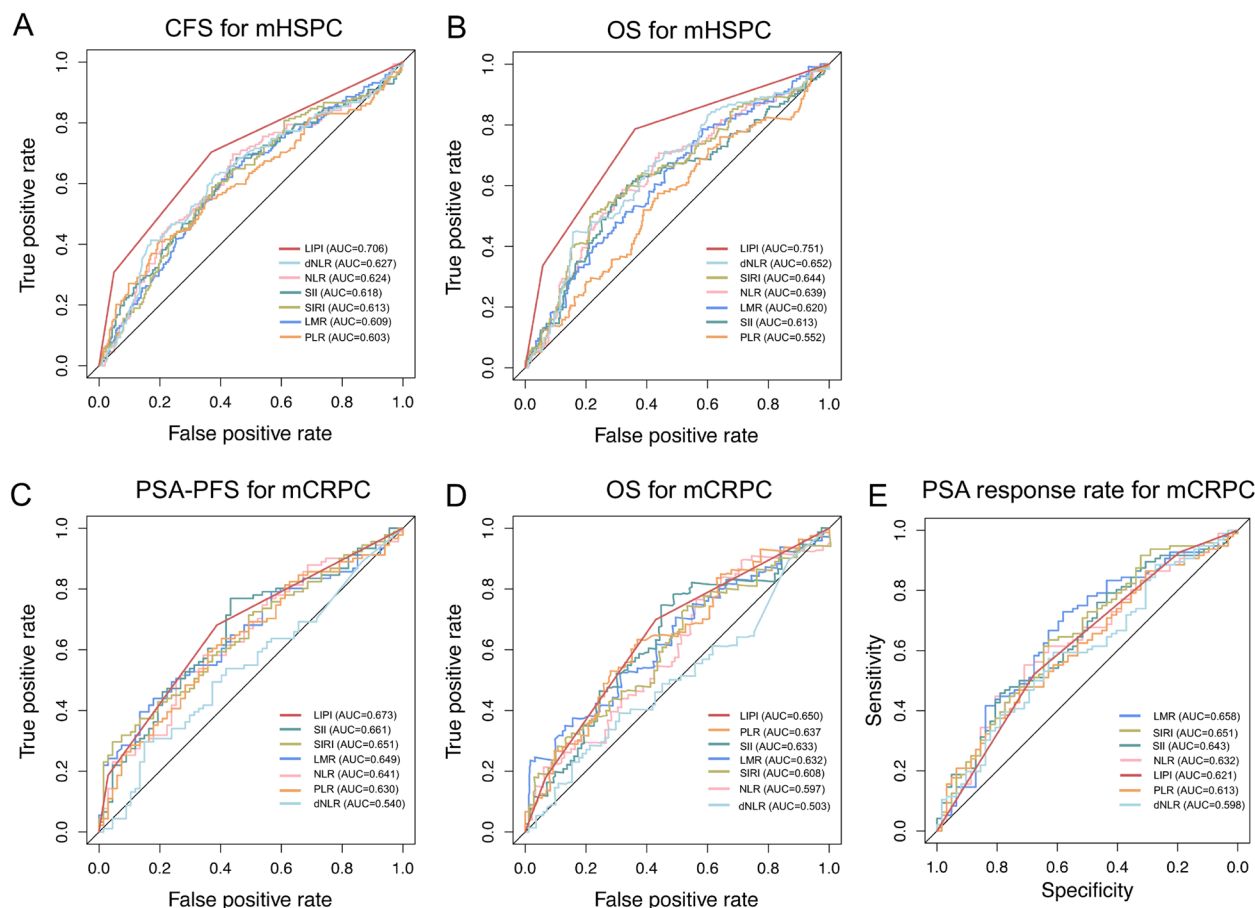 A
CFS for mHSPC
True positive rate
0.0
0.2
0.4
0.6
0.8
1.0
LIPI (AUC=0.706)
dNLR (AUC=0.627)
NLR (AUC=0.624)
SII (AUC=0.618)
SIRI (AUC=0.613)
LMR (AUC=0.609)
PLR (AUC=0.603)
0.0 0.2 0.4 0.6 0.8 1.0
False positive rate
B
OS for mHSPC
True positive rate
0.0
0.2
0.4
0.6
0.8
1.0
LIPI (AUC=0.751)
dNLR (AUC=0.652)
SIRI (AUC=0.644)
NLR (AUC=0.639)
LMR (AUC=0.620)
SII (AUC=0.613)
PLR (AUC=0.552)
0.0 0.2 0.4 0.6 0.8 1.0
False positive rate
C
PSA-PFS for mCRPC
True positive rate
0.0
0.2
0.4
0.6
0.8
1.0
LIPI (AUC=0.673)
SII (AUC=0.661)
SIRI (AUC=0.651)
LMR (AUC=0.649)
NLR (AUC=0.641)
PLR (AUC=0.630)
dNLR (AUC=0.540)
0.0 0.2 0.4 0.6 0.8 1.0
False positive rate
D
OS for mCRPC
True positive rate
0.0
0.2
0.4
0.6
0.8
1.0
LIPI (AUC=0.650)
PLR (AUC=0.637
SII (AUC=0.633)
LMR (AUC=0.632)
SIRI (AUC=0.608)
NLR (AUC=0.597)
dNLR (AUC=0.503)
0.0 0.2 0.4 0.6 0.8 1.0
False positive rate
E
PSA response rate for mCRPC
Sensitivity
0.0
0.2
0.4
0.6
0.8
1.0
LMR (AUC=0.658)
SIRI (AUC=0.651)
SII (AUC=0.643)
NLR (AUC=0.632)
LIPI (AUC=0.621)
PLR (AUC=0.613)
dNLR (AUC=0.598)
1.0 0.8 0.6 0.4 0.2 0.0
Specificity